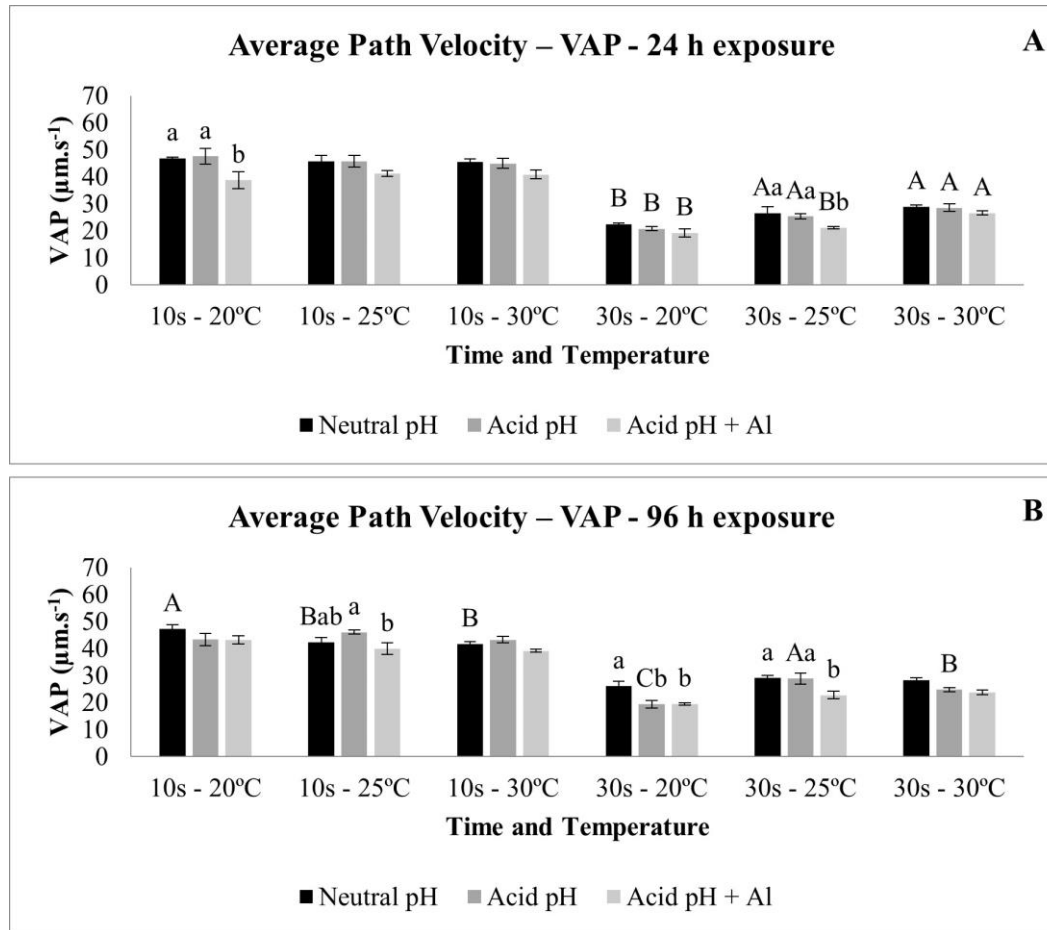 Average Path Velocity – VAP - 24 h exposure
A
VAP (µm.s⁻¹)
70
60
50
40
30
20
10
0
a a b
B B B
Aa Aa Bb
A A A
10s - 20ºC 10s - 25ºC 10s - 30ºC 30s - 20ºC 30s - 25ºC 30s - 30ºC
Time and Temperature
Neutral pH Acid pH Acid pH + Al
Average Path Velocity – VAP - 96 h exposure
B
VAP (µm.s⁻¹)
70
60
50
40
30
20
10
0
A
Bab a b
B
a Cb b
a Aa b
B
10s - 20ºC 10s - 25ºC 10s - 30ºC 30s - 20ºC 30s - 25ºC 30s - 30ºC
Time and Temperature
Neutral pH Acid pH Acid pH + Al